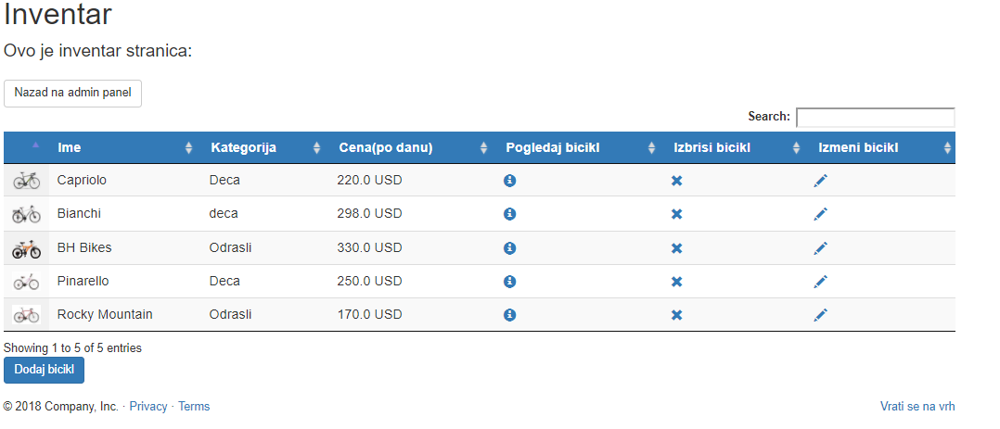 Inventar
Ovo je inventar stranica:
Nazad na admin panel
Search:
Ime Kategorija Cena(po danu) Pogledaj bicikl Izbrisi bicikl Izmeni bicikl
Capriolo Deca 220.0 USD
Bianchi deca 298.0 USD
BH Bikes Odrasli 330.0 USD
Pinarello Deca 250.0 USD
Rocky Mountain Odrasli 170.0 USD
Showing 1 to 5 of 5 entries
Dodaj bicikl
© 2018 Company, Inc. · Privacy · Terms Vrati se na vrh